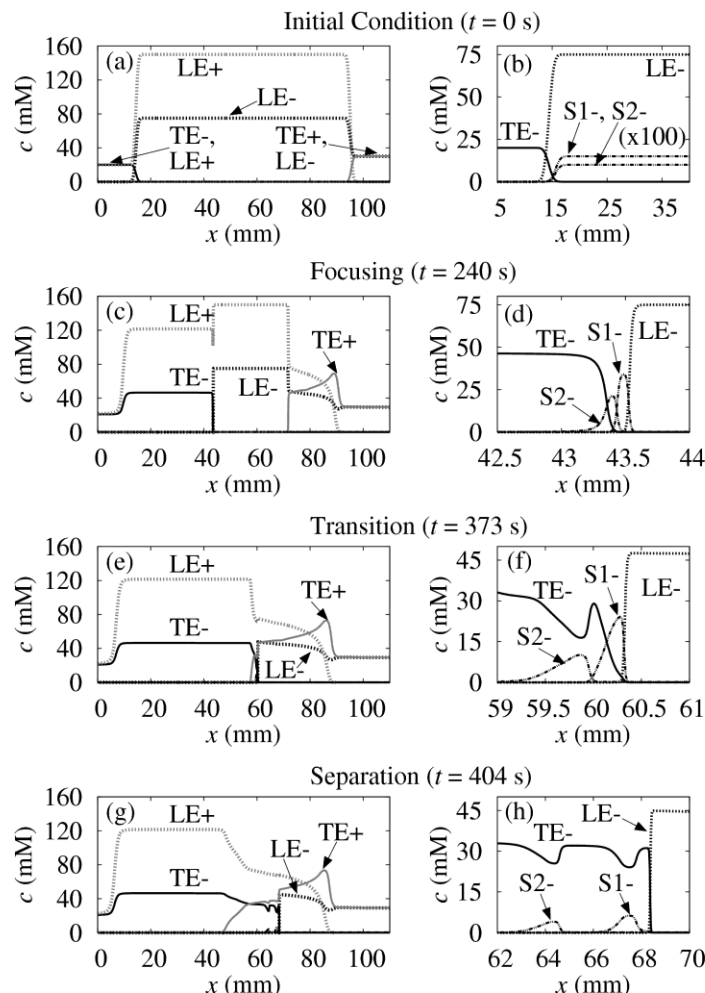 Initial Condition (t = 0 s)
160
120
80
40
0
c (mM)
(a)
LE+
LE-
TE-,
LE+
TE+,
LE-
0 20 40 60 80 100
x (mm)
75
50
25
0
c (mM)
(b)
LE-
S1-, S2-
(x100)
TE-
5 15 25 35
x (mm)
Focusing (t = 240 s)
160
120
80
40
0
c (mM)
(c)
LE+
TE+
TE-
LE-
0 20 40 60 80 100
x (mm)
75
50
25
0
c (mM)
(d)
S1-
TE-
LE-
S2-
42.5 43 43.5 44
x (mm)
Transition (t = 373 s)
160
120
80
40
0
c (mM)
(e)
LE+
TE+
TE-
LE-
0 20 40 60 80 100
x (mm)
45
30
15
0
c (mM)
(f)
S1-
TE-
LE-
S2-
59 59.5 60 60.5 61
x (mm)
Separation (t = 404 s)
160
120
80
40
0
c (mM)
(g)
LE+
LE-
TE+
TE-
0 20 40 60 80 100
x (mm)
60
45
30
15
0
c (mM)
(h)
LE-
TE-
S2-
S1-
62 64 66 68 70
x (mm)